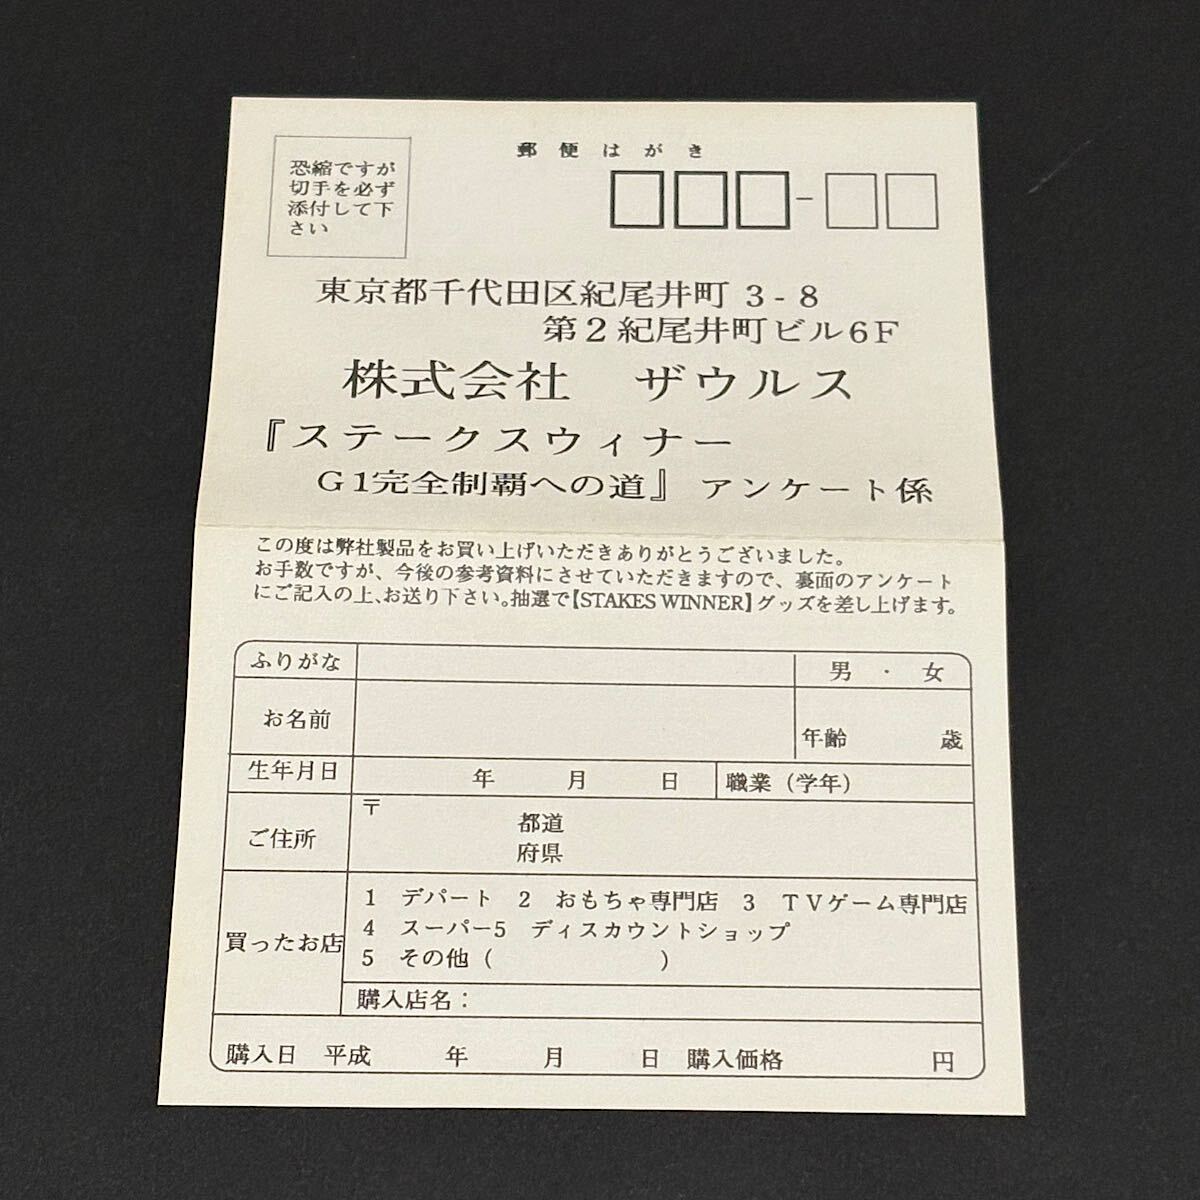 郵便はがき
恐縮ですが
切手を必ず
添付して下
さい
東京都千代田区紀尾井町3-8
第2紀尾井町ビル6F
株式会社 ザウルス
『ステークスウィナー
G1完全制覇への道』アンケート係
この度は弊社製品をお買い上げいただきありがとうございました。
お手数ですが、今後の参考資料にさせていただきますので、裏面のアンケート
にご記入の上、お送り下さい。抽選で【STAKES WINNER】グッズを差し上げます。
ふりがな 男・女
お名前 年齢 歳
生年月日 年 月 日 職業(学年)
ご住所 〒 都道
府県
買ったお店 1 デパート 2 おもちゃ専門店 3 TVゲーム専門店
4 スーパー5 ディスカウントショップ
5 その他( )
購入店名:
購入日 平成 年 月 日 購入価格 円